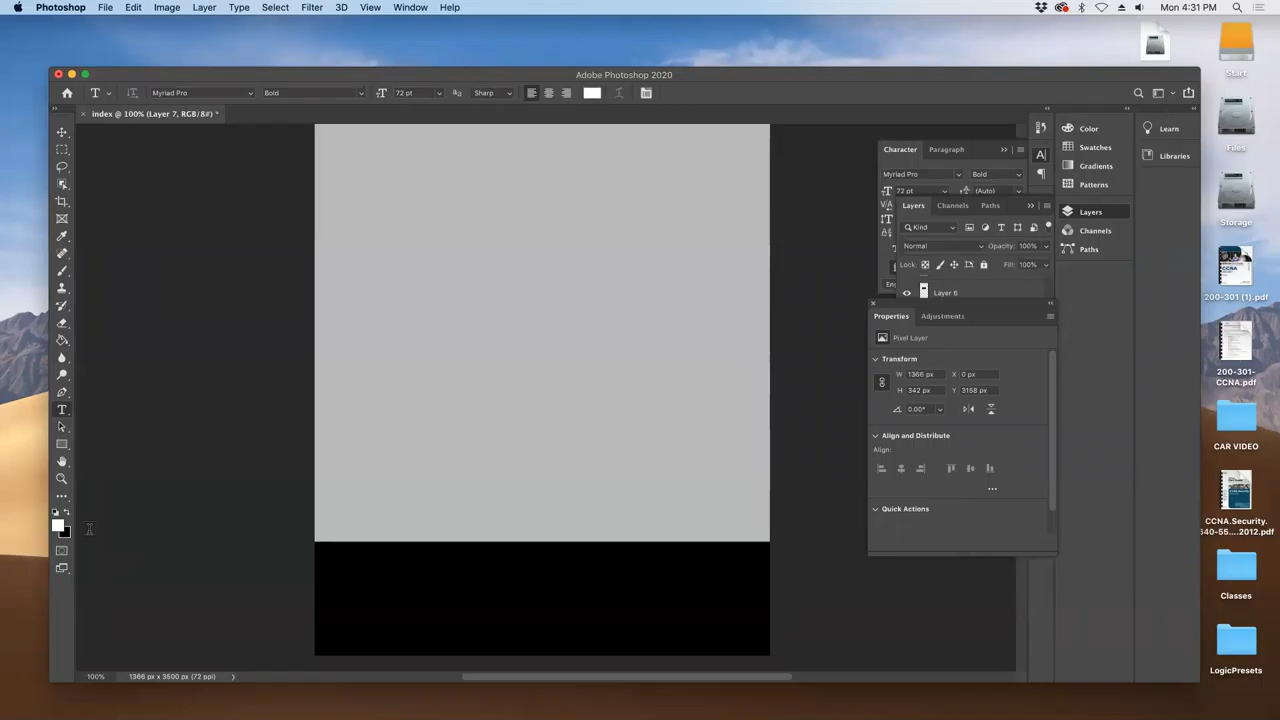 Photoshop File Edit Image Layer Type Select Filter 3D View Window Help Mon 4:31 PM
Adobe Photoshop 2020
Myriad Pro Bold 72 pt Sharp
index @ 100% (Layer 7, RGB/8#) *
Character Paragraph
Myriad Pro Bold
72 pt (Auto)
Layers Channels Paths
Kind
Normal Opacity: 100%
Lock: Fill: 100%
Layer 6
Properties Adjustments
Pixel Layer
Transform
W 1366 px X 0 px
H 342 px Y 3158 px
0.00°
Align and Distribute
Align:
Quick Actions
Color
Swatches
Gradients
Patterns
Layers
Channels
Paths
Learn
Libraries
100% 1366 px x 3500 px (72 ppi)
Start
Files
Storage
200-301 (1).pdf
200-301-
CCNA.pdf
CAR VIDEO
CCNA.Security.
640-55....2012.pdf
Classes
LogicPresets